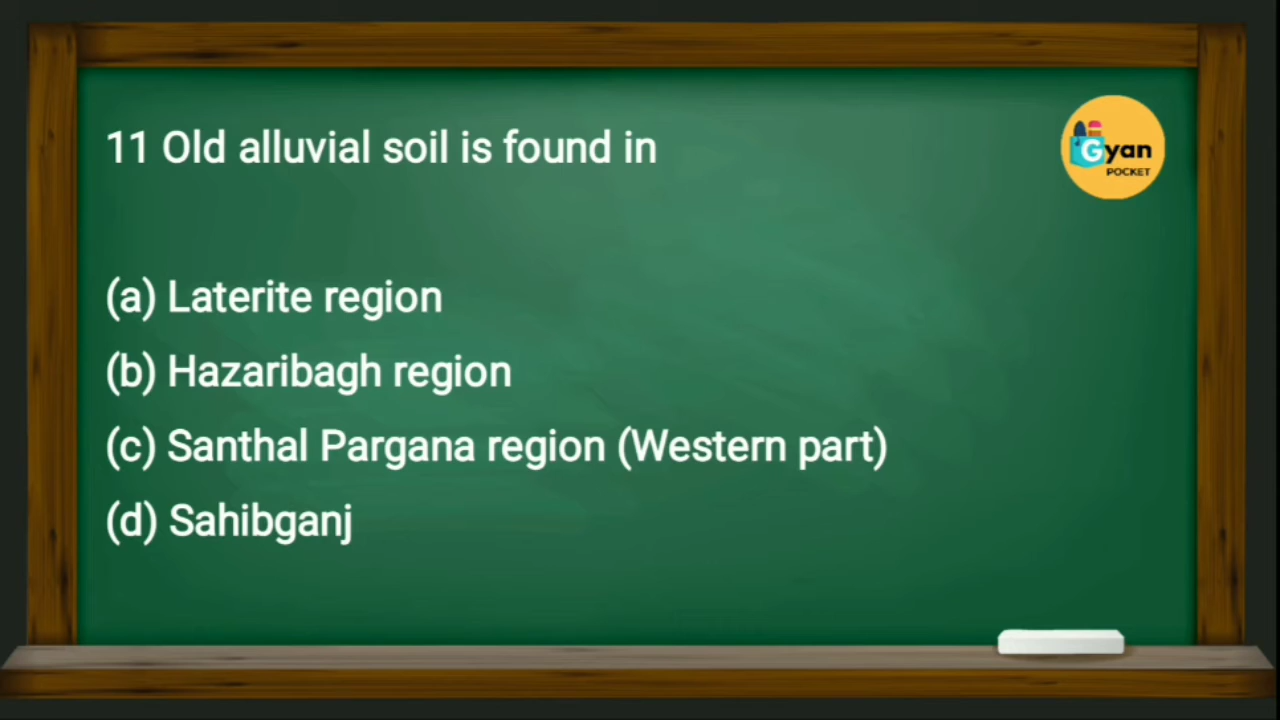 11 Old alluvial soil is found in
Gyan
POCKET
(a) Laterite region
(b) Hazaribagh region
(c) Santhal Pargana region (Western part)
(d) Sahibganj